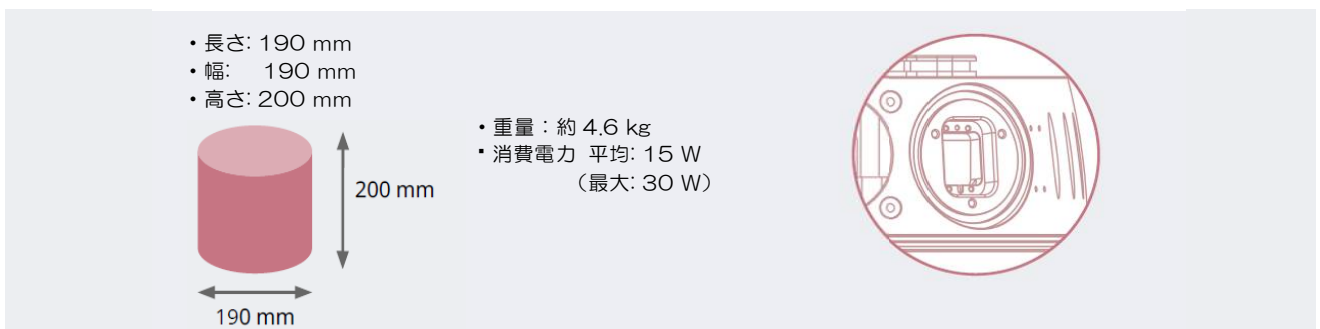 ・長さ: 190 mm
・幅: 190 mm
・高さ: 200 mm
・重量：約 4.6 kg
・消費電力 平均: 15 W
（最大: 30 W）
200 mm
190 mm